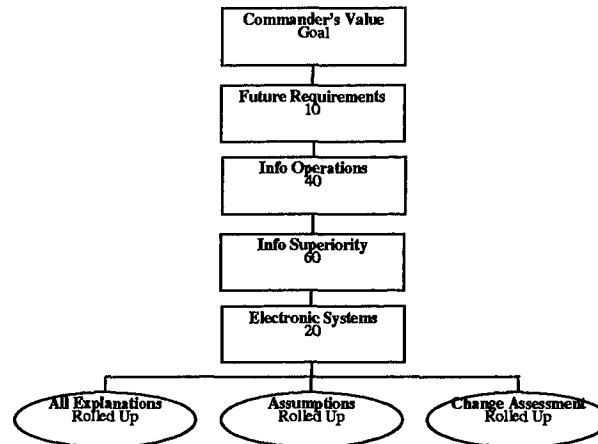 Commander's Value
Goal
Future Requirements
10
Info Operations
40
Info Superiority
60
Electronic Systems
20
All Explanations
Rolled Up
Assumptions
Rolled Up
Change Assessment
Rolled Up